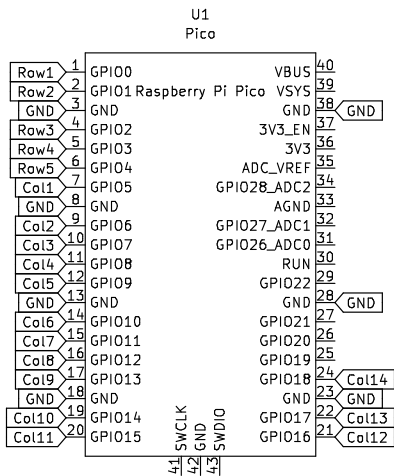 U1
Pico
Row1 1 GPIO0 VBUS 40
Row2 2 GPIO1 Raspberry Pi Pico VSYS 39
GND 3 GND GND 38 GND
Row3 4 GPIO2 3V3_EN 37
Row4 5 GPIO3 3V3 36
Row5 6 GPIO4 ADC_VREF 35
Col1 7 GPIO5 GPIO28_ADC2 34
GND 8 GND AGND 33
Col2 9 GPIO6 GPIO27_ADC1 32
Col3 10 GPIO7 GPIO26_ADC0 31
Col4 11 GPIO8 RUN 30
Col5 12 GPIO9 GPIO22 29
GND 13 GND GND 28 GND
Col6 14 GPIO10 GPIO21 27
Col7 15 GPIO11 GPIO20 26
Col8 16 GPIO12 GPIO19 25
Col9 17 GPIO13 GPIO18 24 Col14
GND 18 GND GND 23 GND
Col10 19 GPIO14 GPIO17 22 Col13
Col11 20 GPIO15 GPIO16 21 Col12
SWCLK GND SWDIO
41 42 43